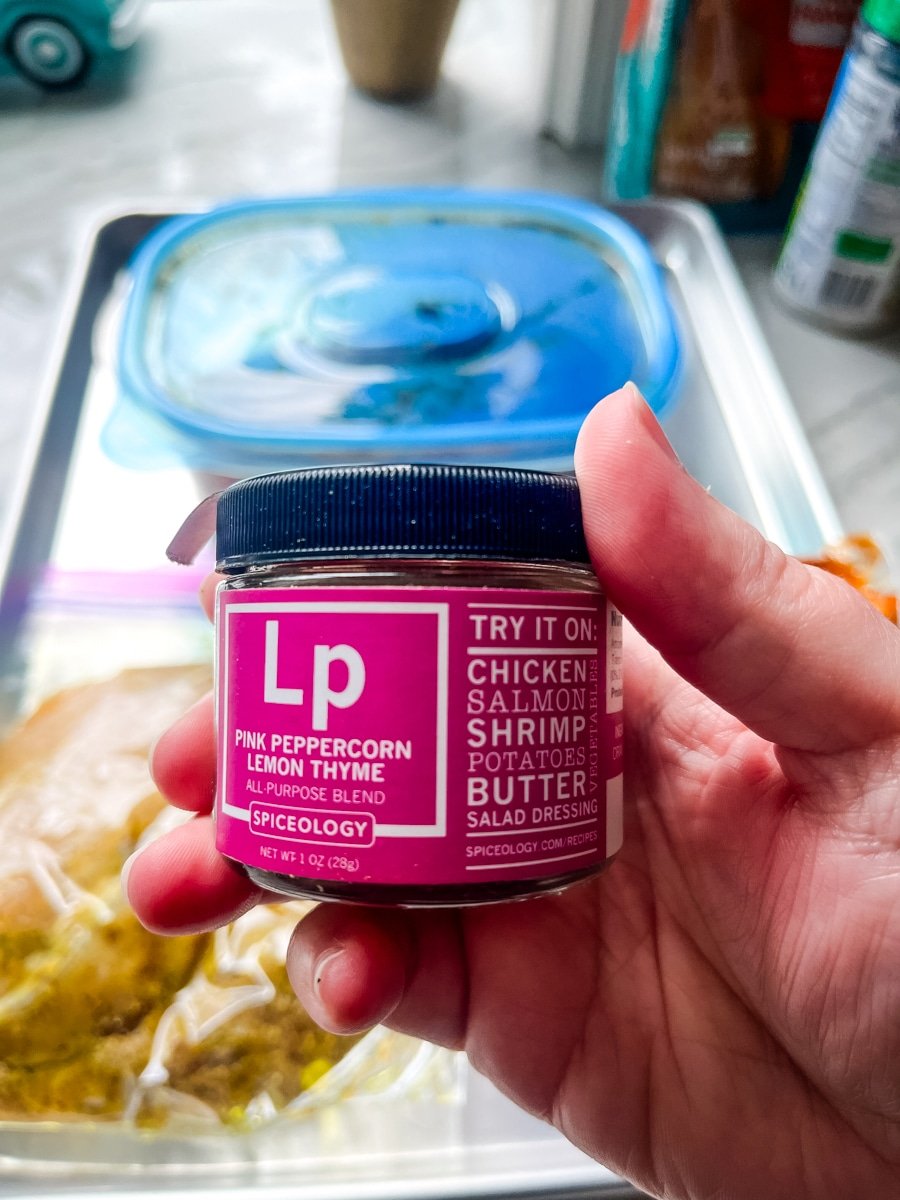 Lp
PINK PEPPERCORN
LEMON THYME
ALL-PURPOSE BLEND
SPICEOLOGY
NET WT 1 OZ (28g)
TRY IT ON:
CHICKEN
SALMON
SHRIMP
POTATOES
BUTTER
VEGETABLES
SALAD DRESSING
SPICEOLOGY.COM/RECIPES